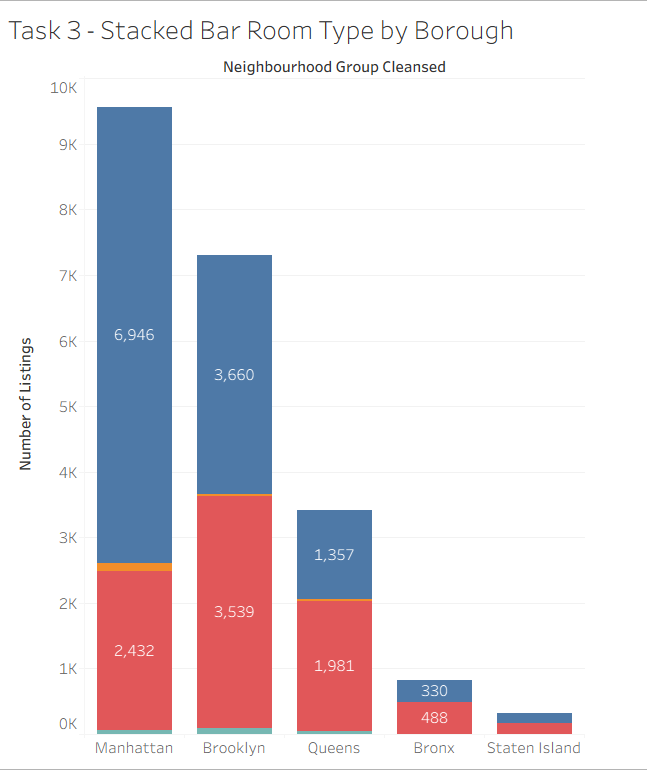 Task 3 - Stacked Bar Room Type by Borough
Neighbourhood Group Cleansed
Number of Listings
10K
9K
8K
7K
6K
5K
4K
3K
2K
1K
0K
6,946
2,432
3,660
3,539
1,357
1,981
330
488
Manhattan
Brooklyn
Queens
Bronx
Staten Island